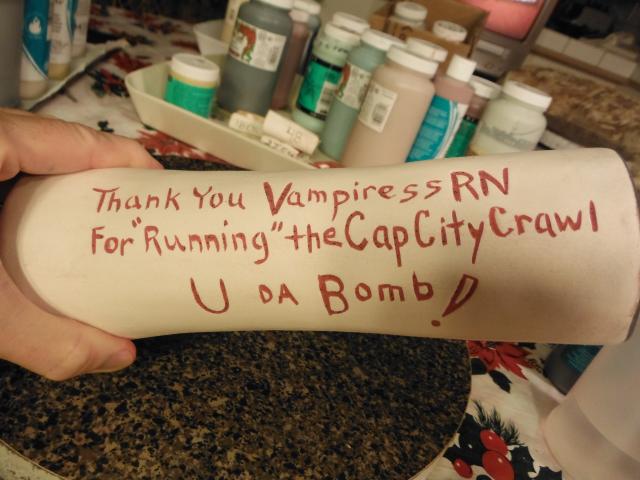 Thank You VampiressRN
For "Running" the CapCityCrawl
U DA Bomb!